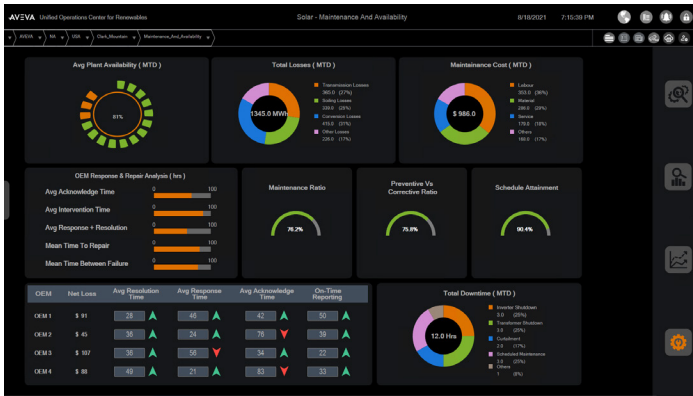 AVEVA Unified Operations Center for Renewables
Solar - Maintenance And Availability
8/18/2021 7:15:39 PM
AVEVA NA USA Clark_Mountain Maintenance_And_Availability
Avg Plant Availability ( MTD )
81%
Total Losses ( MTD )
1345.0 MWh
Transmission Losses
365.0 (27%)
Soiling Losses
339.0 (25%)
Conversion Losses
415.0 (31%)
Other Losses
226.0 (17%)
Maintainance Cost ( MTD )
$ 986.0
Labour
353.0 (36%)
Material
286.0 (29%)
Service
178.0 (18%)
Others
169.0 (17%)
OEM Response & Repair Analysis ( hrs )
Avg Acknowledge Time 0 100
Avg Intervention Time 0 100
Avg Response + Resolution 0 100
Mean Time To Repair 0 100
Mean Time Between Failure 0 100
Maintenance Ratio
76.2%
Preventive Vs
Corrective Ratio
75.8%
Schedule Attainment
90.4%
OEM Net Loss Avg Resolution Time Avg Response Time Avg Acknowledge Time On-Time Reporting
OEM 1 $ 91 28 46 42 50
OEM 2 $ 45 36 24 76 39
OEM 3 $ 107 38 56 34 22
OEM 4 $ 88 49 21 83 33
Total Downtime ( MTD )
12.0 Hrs
Inverter Shutdown
3.0 (25%)
Transformer Shutdown
3.0 (25%)
Curtailment
2.0 (17%)
Scheduled Maintenance
3.0 (25%)
Others
1 (8%)